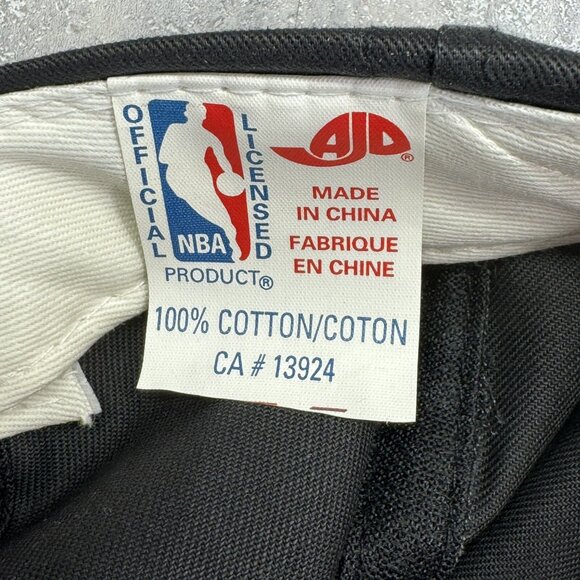 OFFICIAL
LICENSED
NBA
PRODUCT®
AJD®
MADE
IN CHINA
FABRIQUE
EN CHINE
100% COTTON/COTON
CA # 13924